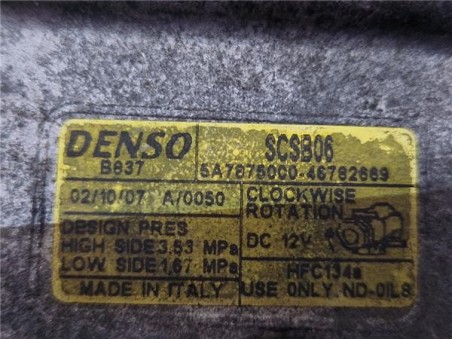 DENSO
B837
SCSB06
5A7875000-46782669
02/10/07 A/0050
CLOCKWISE
ROTATION
DC 12V
DESIGN PRES
HIGH SIDE 3,53 MPa
LOW SIDE 1,67 MPa
HFC134a
MADE IN ITALY
USE ONLY ND-OIL8